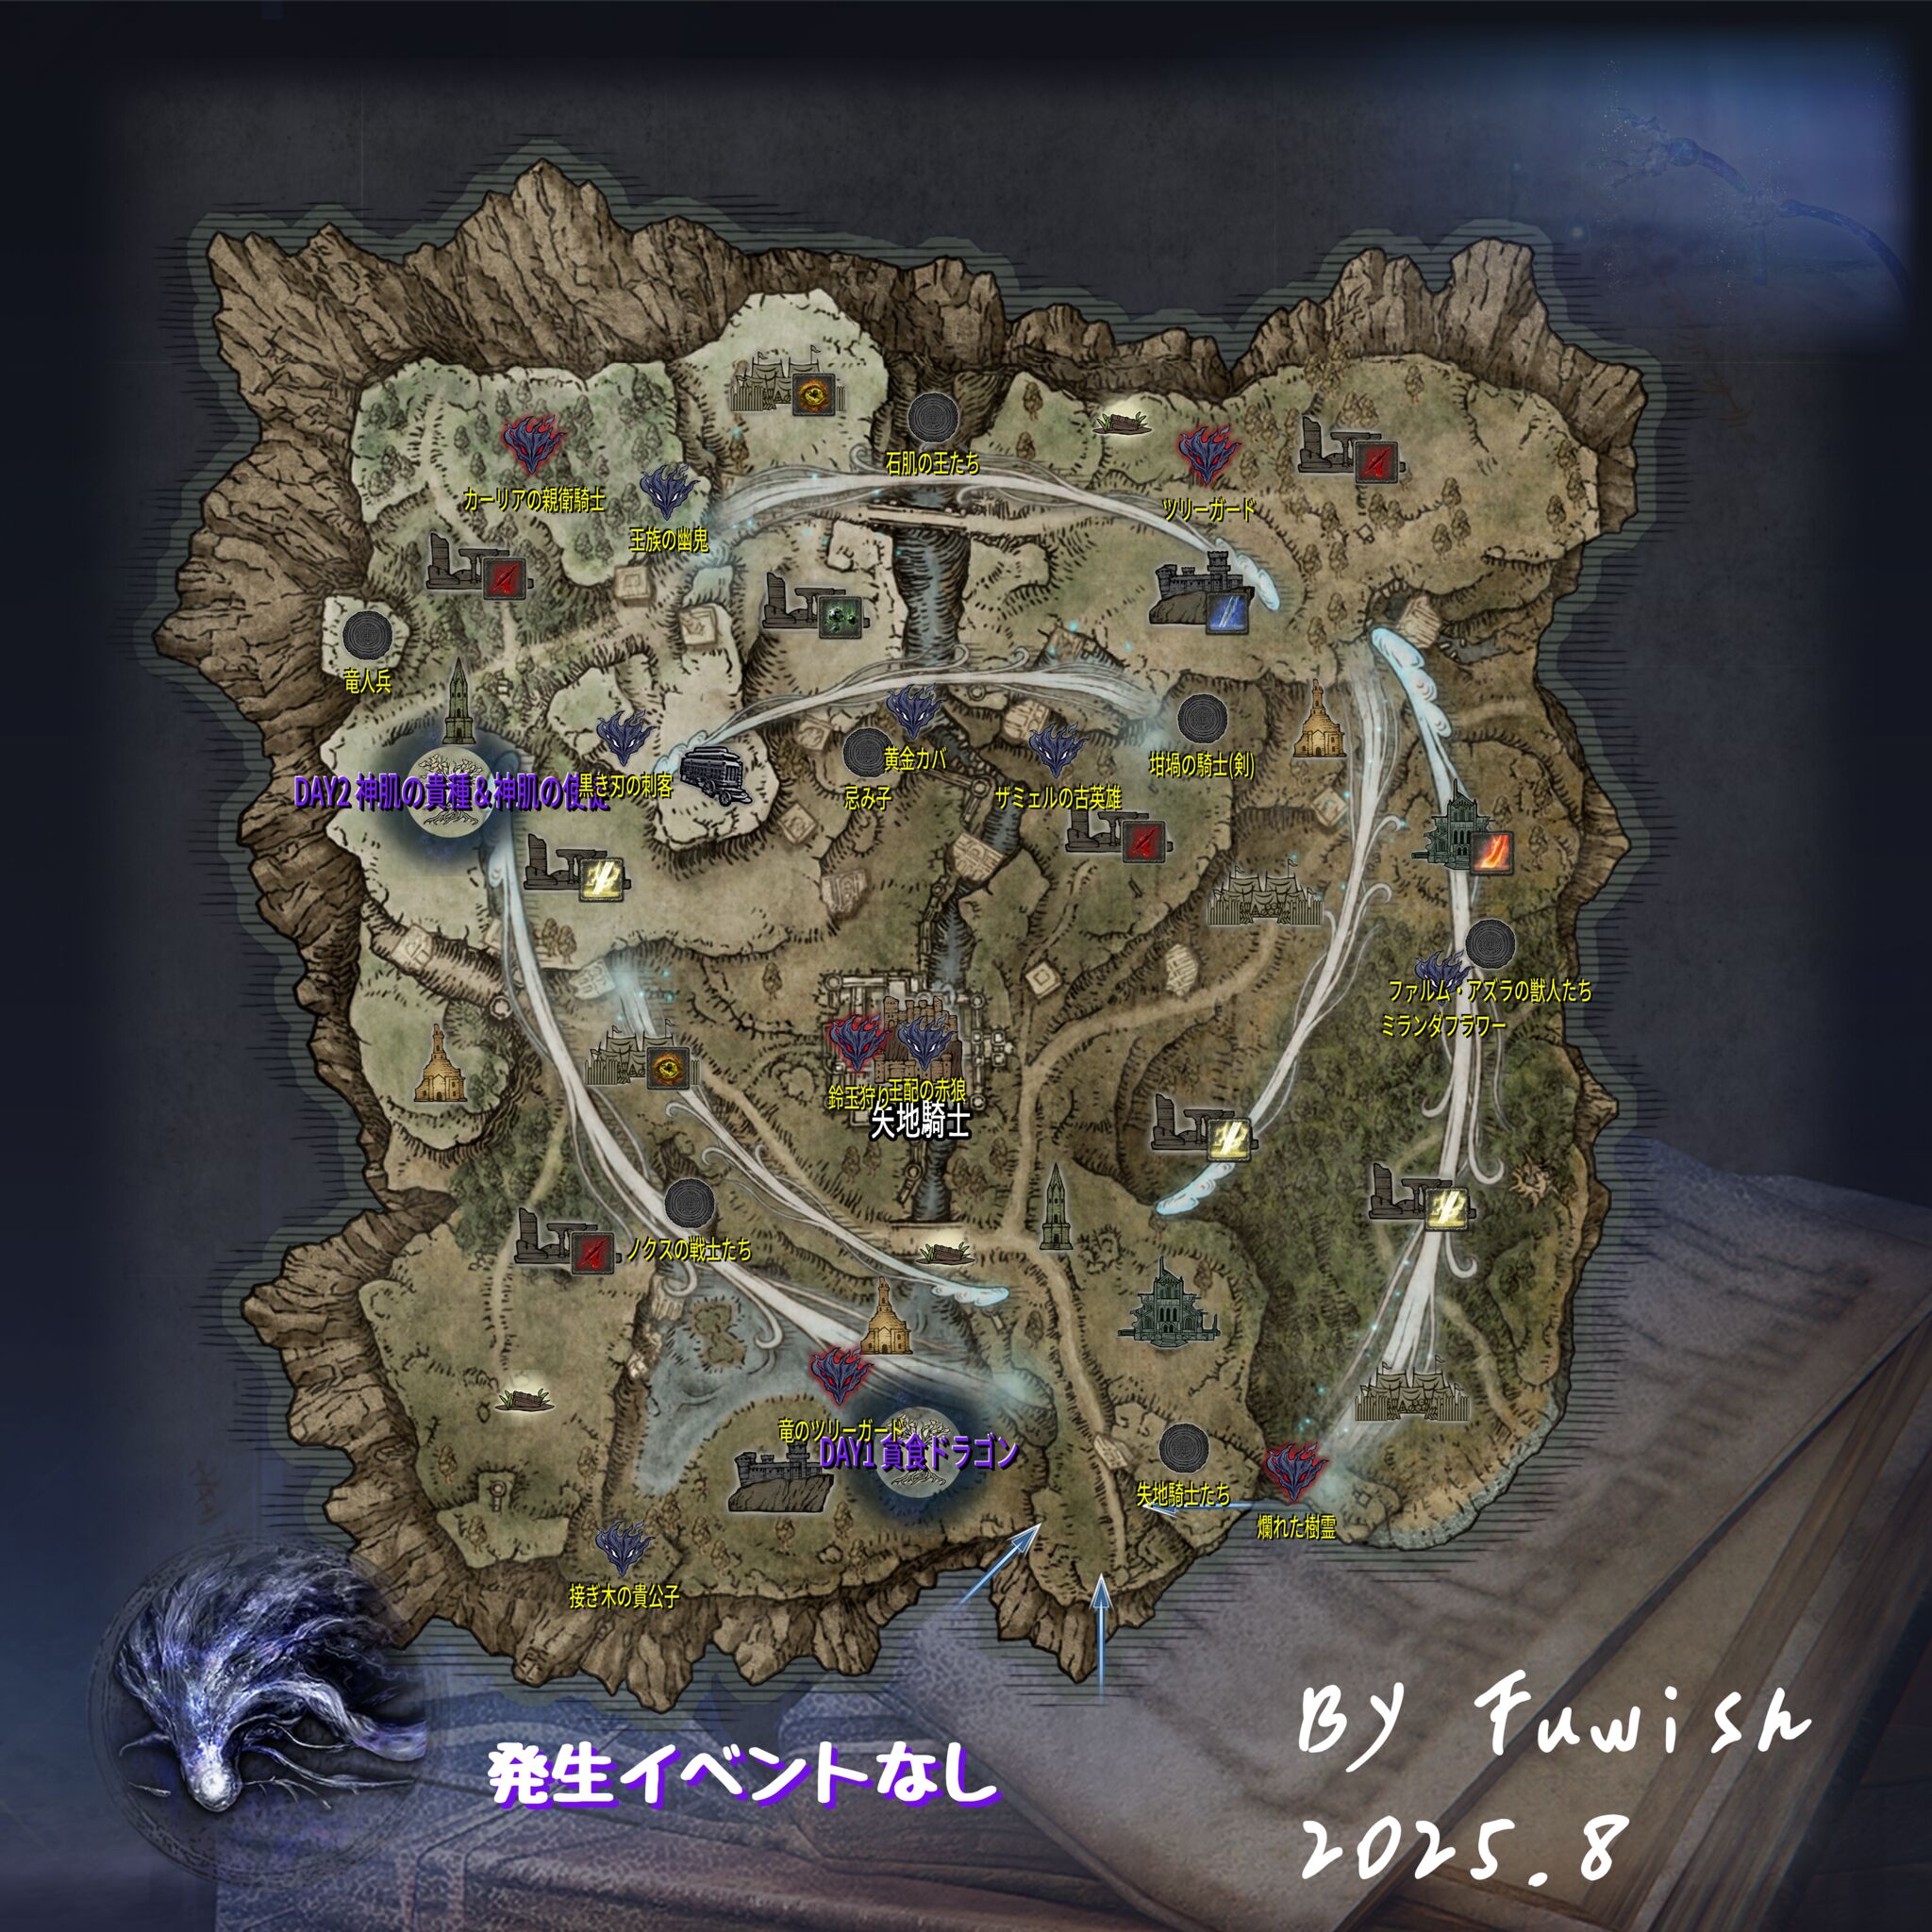 石肌の王たち
カーリアの親衛騎士
ツリーガード
王族の幽鬼
竜人兵
黄金カバ
坩堝の騎士(剣)
DAY2 神肌の貴種&神肌の使徒
黒き刃の刺客
忌み子
ザミェルの古英雄
ファルム・アズラの獣人たち
ミランダフラワー
鈴玉狩り
王配の赤狼
失地騎士
ノクスの戦士たち
竜のツリーガード
DAY1 貪食ドラゴン
失地騎士たち
爛れた樹霊
接ぎ木の貴公子
発生イベントなし
BY Fuwish
2025.8